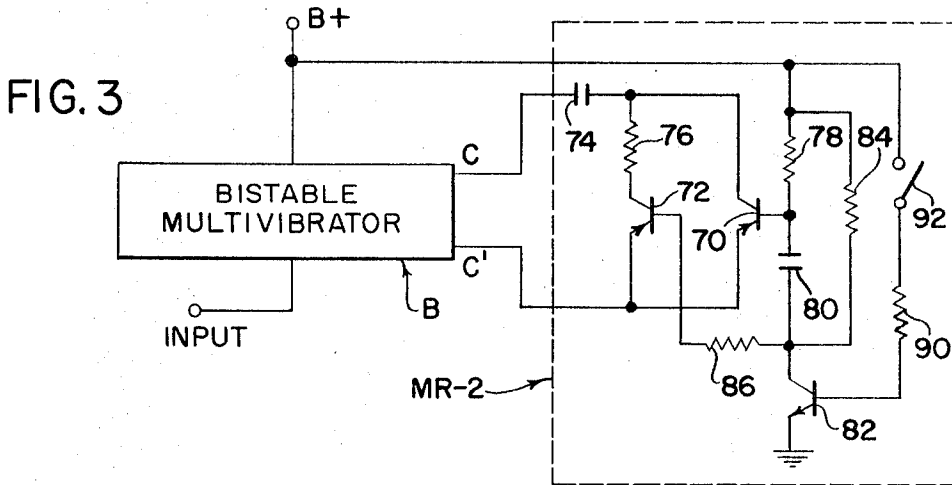 B+
FIG. 3
C
74
76
78
84
BISTABLE
MULTIVIBRATOR
72
70
92
C'
80
B
INPUT
90
86
MR-2
82